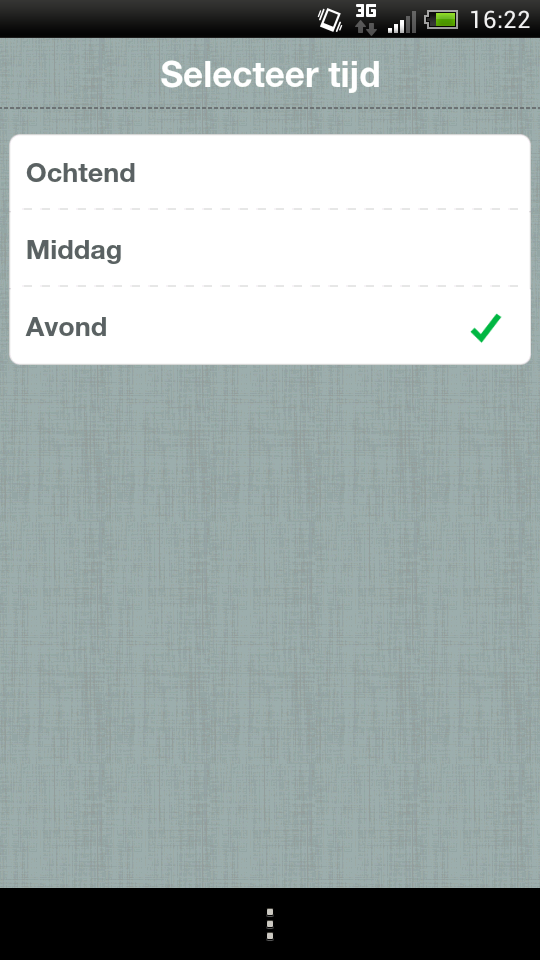 3G 16:22
Selecteer tijd
Ochtend
Middag
Avond